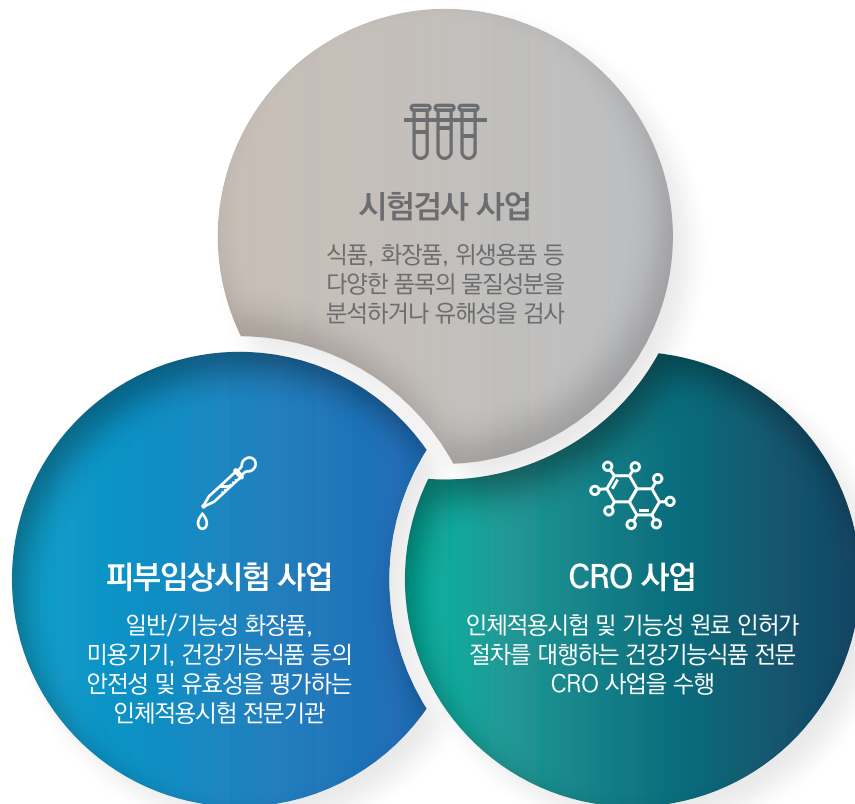 시험검사 사업
식품, 화장품, 위생용품 등
다양한 품목의 물질성분을
분석하거나 유해성을 검사
피부임상시험 사업
일반/기능성 화장품,
미용기기, 건강기능식품 등의
안전성 및 유효성을 평가하는
인체적용시험 전문기관
CRO 사업
인체적용시험 및 기능성 원료 인허가
절차를 대행하는 건강기능식품 전문
CRO 사업을 수행